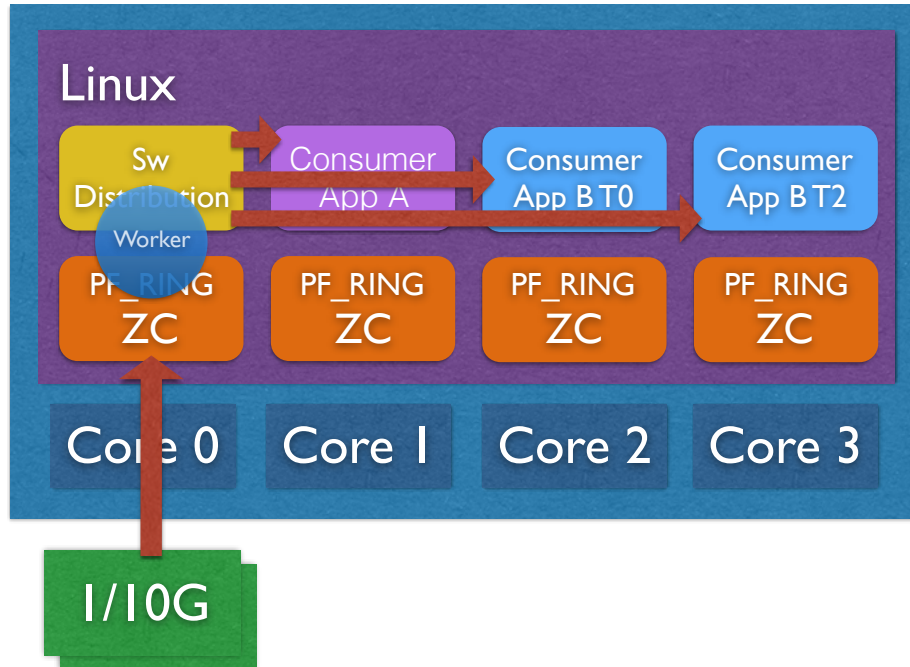 Linux
Sw
Distribution
Consumer
App A
Consumer
App B T0
Consumer
App B T2
Worker
PF_RING
ZC
PF_RING
ZC
PF_RING
ZC
PF_RING
ZC
Core 0
Core 1
Core 2
Core 3
1/10G